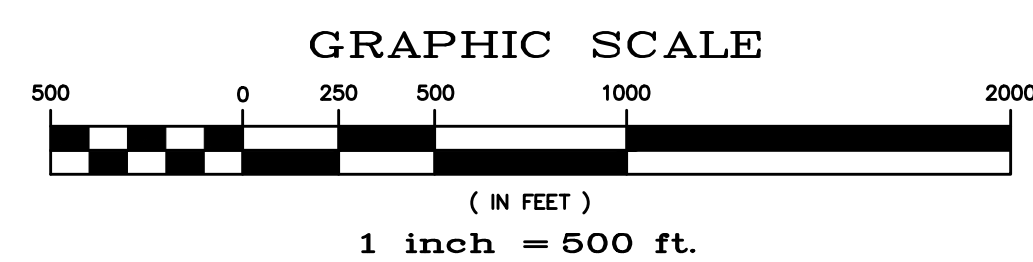 GRAPHIC SCALE
500 0 250 500 1000 2000
( IN FEET )
1 inch = 500 ft.